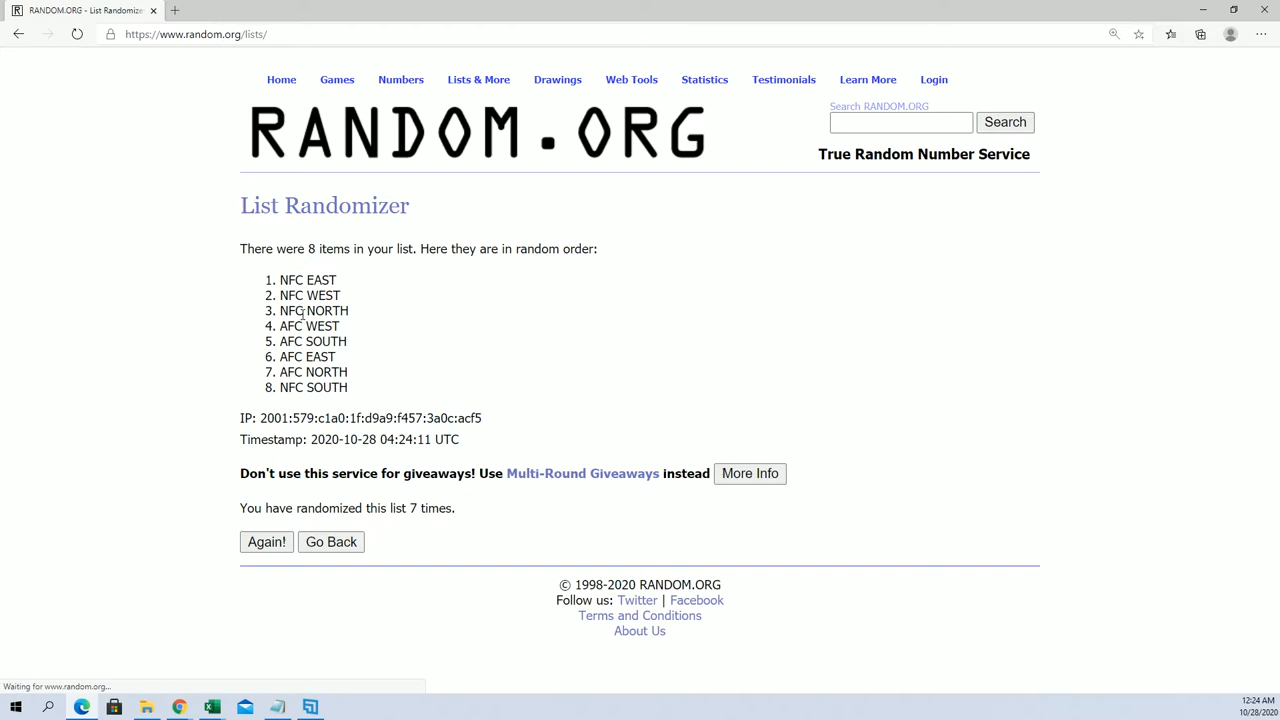 RANDOM.ORG - List Randomizer
https://www.random.org/lists/
Home Games Numbers Lists & More Drawings Web Tools Statistics Testimonials Learn More Login
Search RANDOM.ORG
RANDOM.ORG
Search
True Random Number Service
List Randomizer
There were 8 items in your list. Here they are in random order:
1. NFC EAST
2. NFC WEST
3. NFC NORTH
4. AFC WEST
5. AFC SOUTH
6. AFC EAST
7. AFC NORTH
8. NFC SOUTH
IP: 2001:579:c1a0:1f:d9a9:f457:3a0c:acf5
Timestamp: 2020-10-28 04:24:11 UTC
Don't use this service for giveaways! Use Multi-Round Giveaways instead More Info
You have randomized this list 7 times.
Again! Go Back
© 1998-2020 RANDOM.ORG
Follow us: Twitter | Facebook
Terms and Conditions
About Us
Waiting for www.random.org...
12:24 AM
10/28/2020